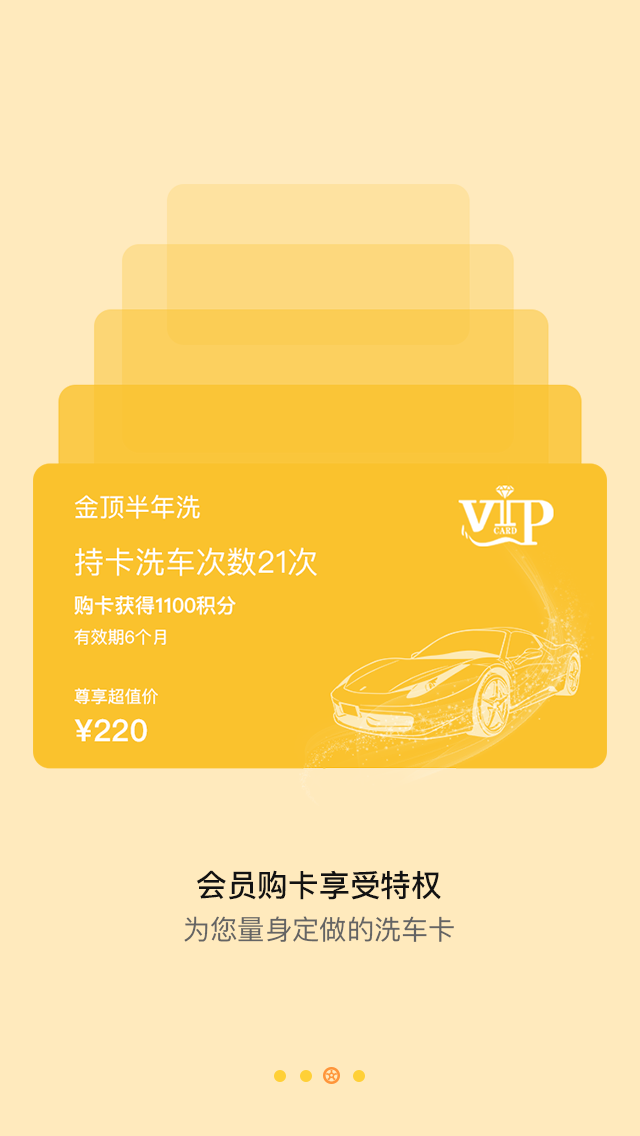 金顶半年洗
VIP
CARD
持卡洗车次数21次
购卡获得1100积分
有效期6个月
尊享超值价
¥220
会员购卡享受特权
为您量身定做的洗车卡